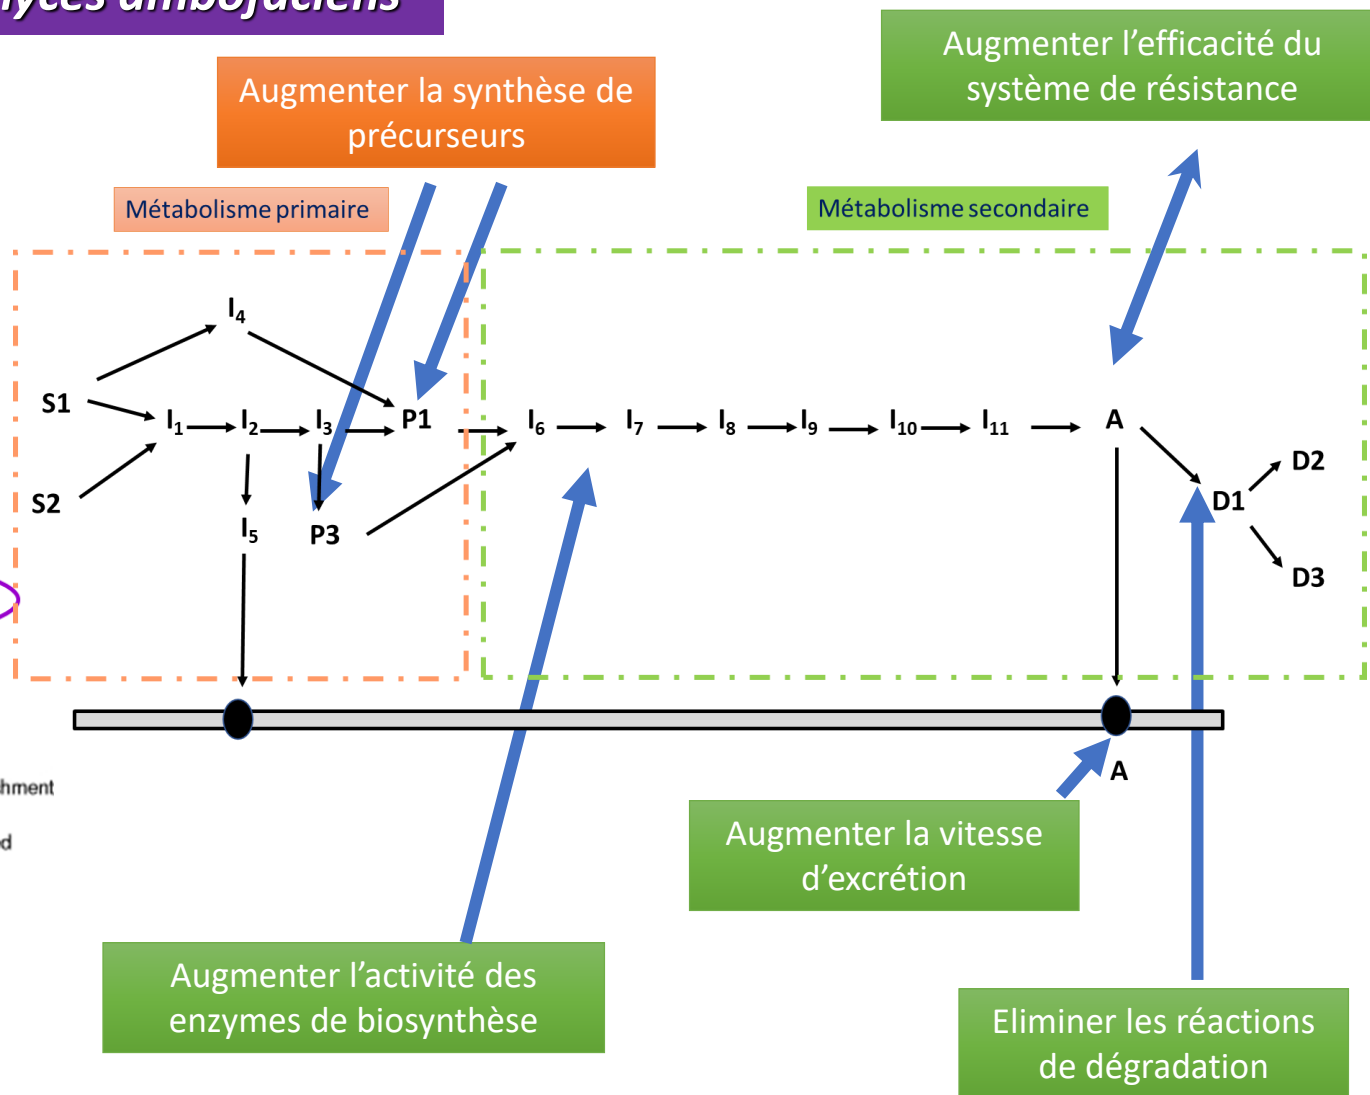 ambofaciens
Augmenter l’efficacité du
système de résistance
Augmenter la synthèse de
précurseurs
Métabolisme primaire
Métabolisme secondaire
I4
S1
I1 I2 I3 P1 I6 I7 I8 I9 I10 I11 A
D2
S2
D1
I5 P3
D3
A
Augmenter la vitesse
d’excrétion
Augmenter l’activité des
enzymes de biosynthèse
Eliminer les réactions
de dégradation